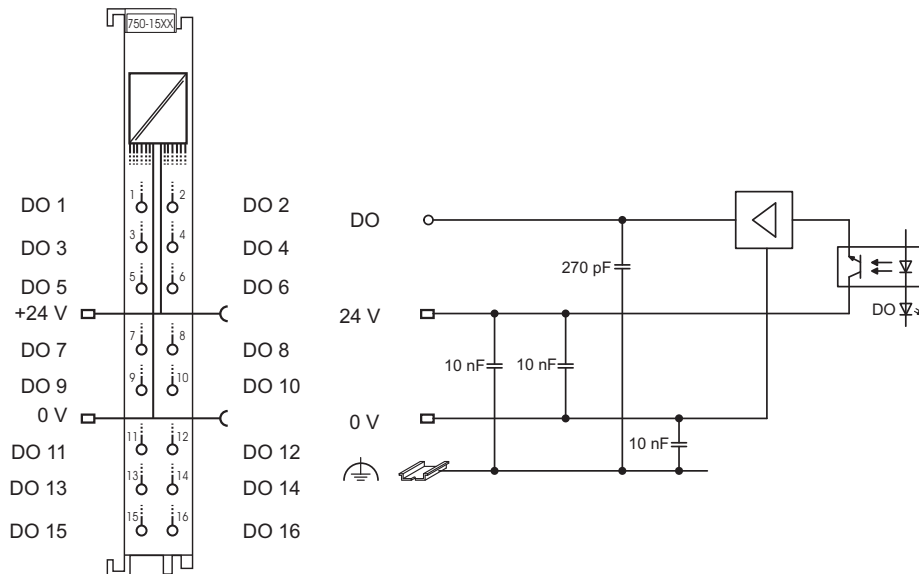 750-15XX
DO 1
1
2
DO 2
DO 3
3
4
DO 4
DO 5
5
6
DO 6
+24 V
DO 7
7
8
DO 8
DO 9
9
10
DO 10
0 V
DO 11
11
12
DO 12
DO 13
13
14
DO 14
DO 15
15
16
DO 16
DO
270 pF
DO
24 V
10 nF
10 nF
0 V
10 nF